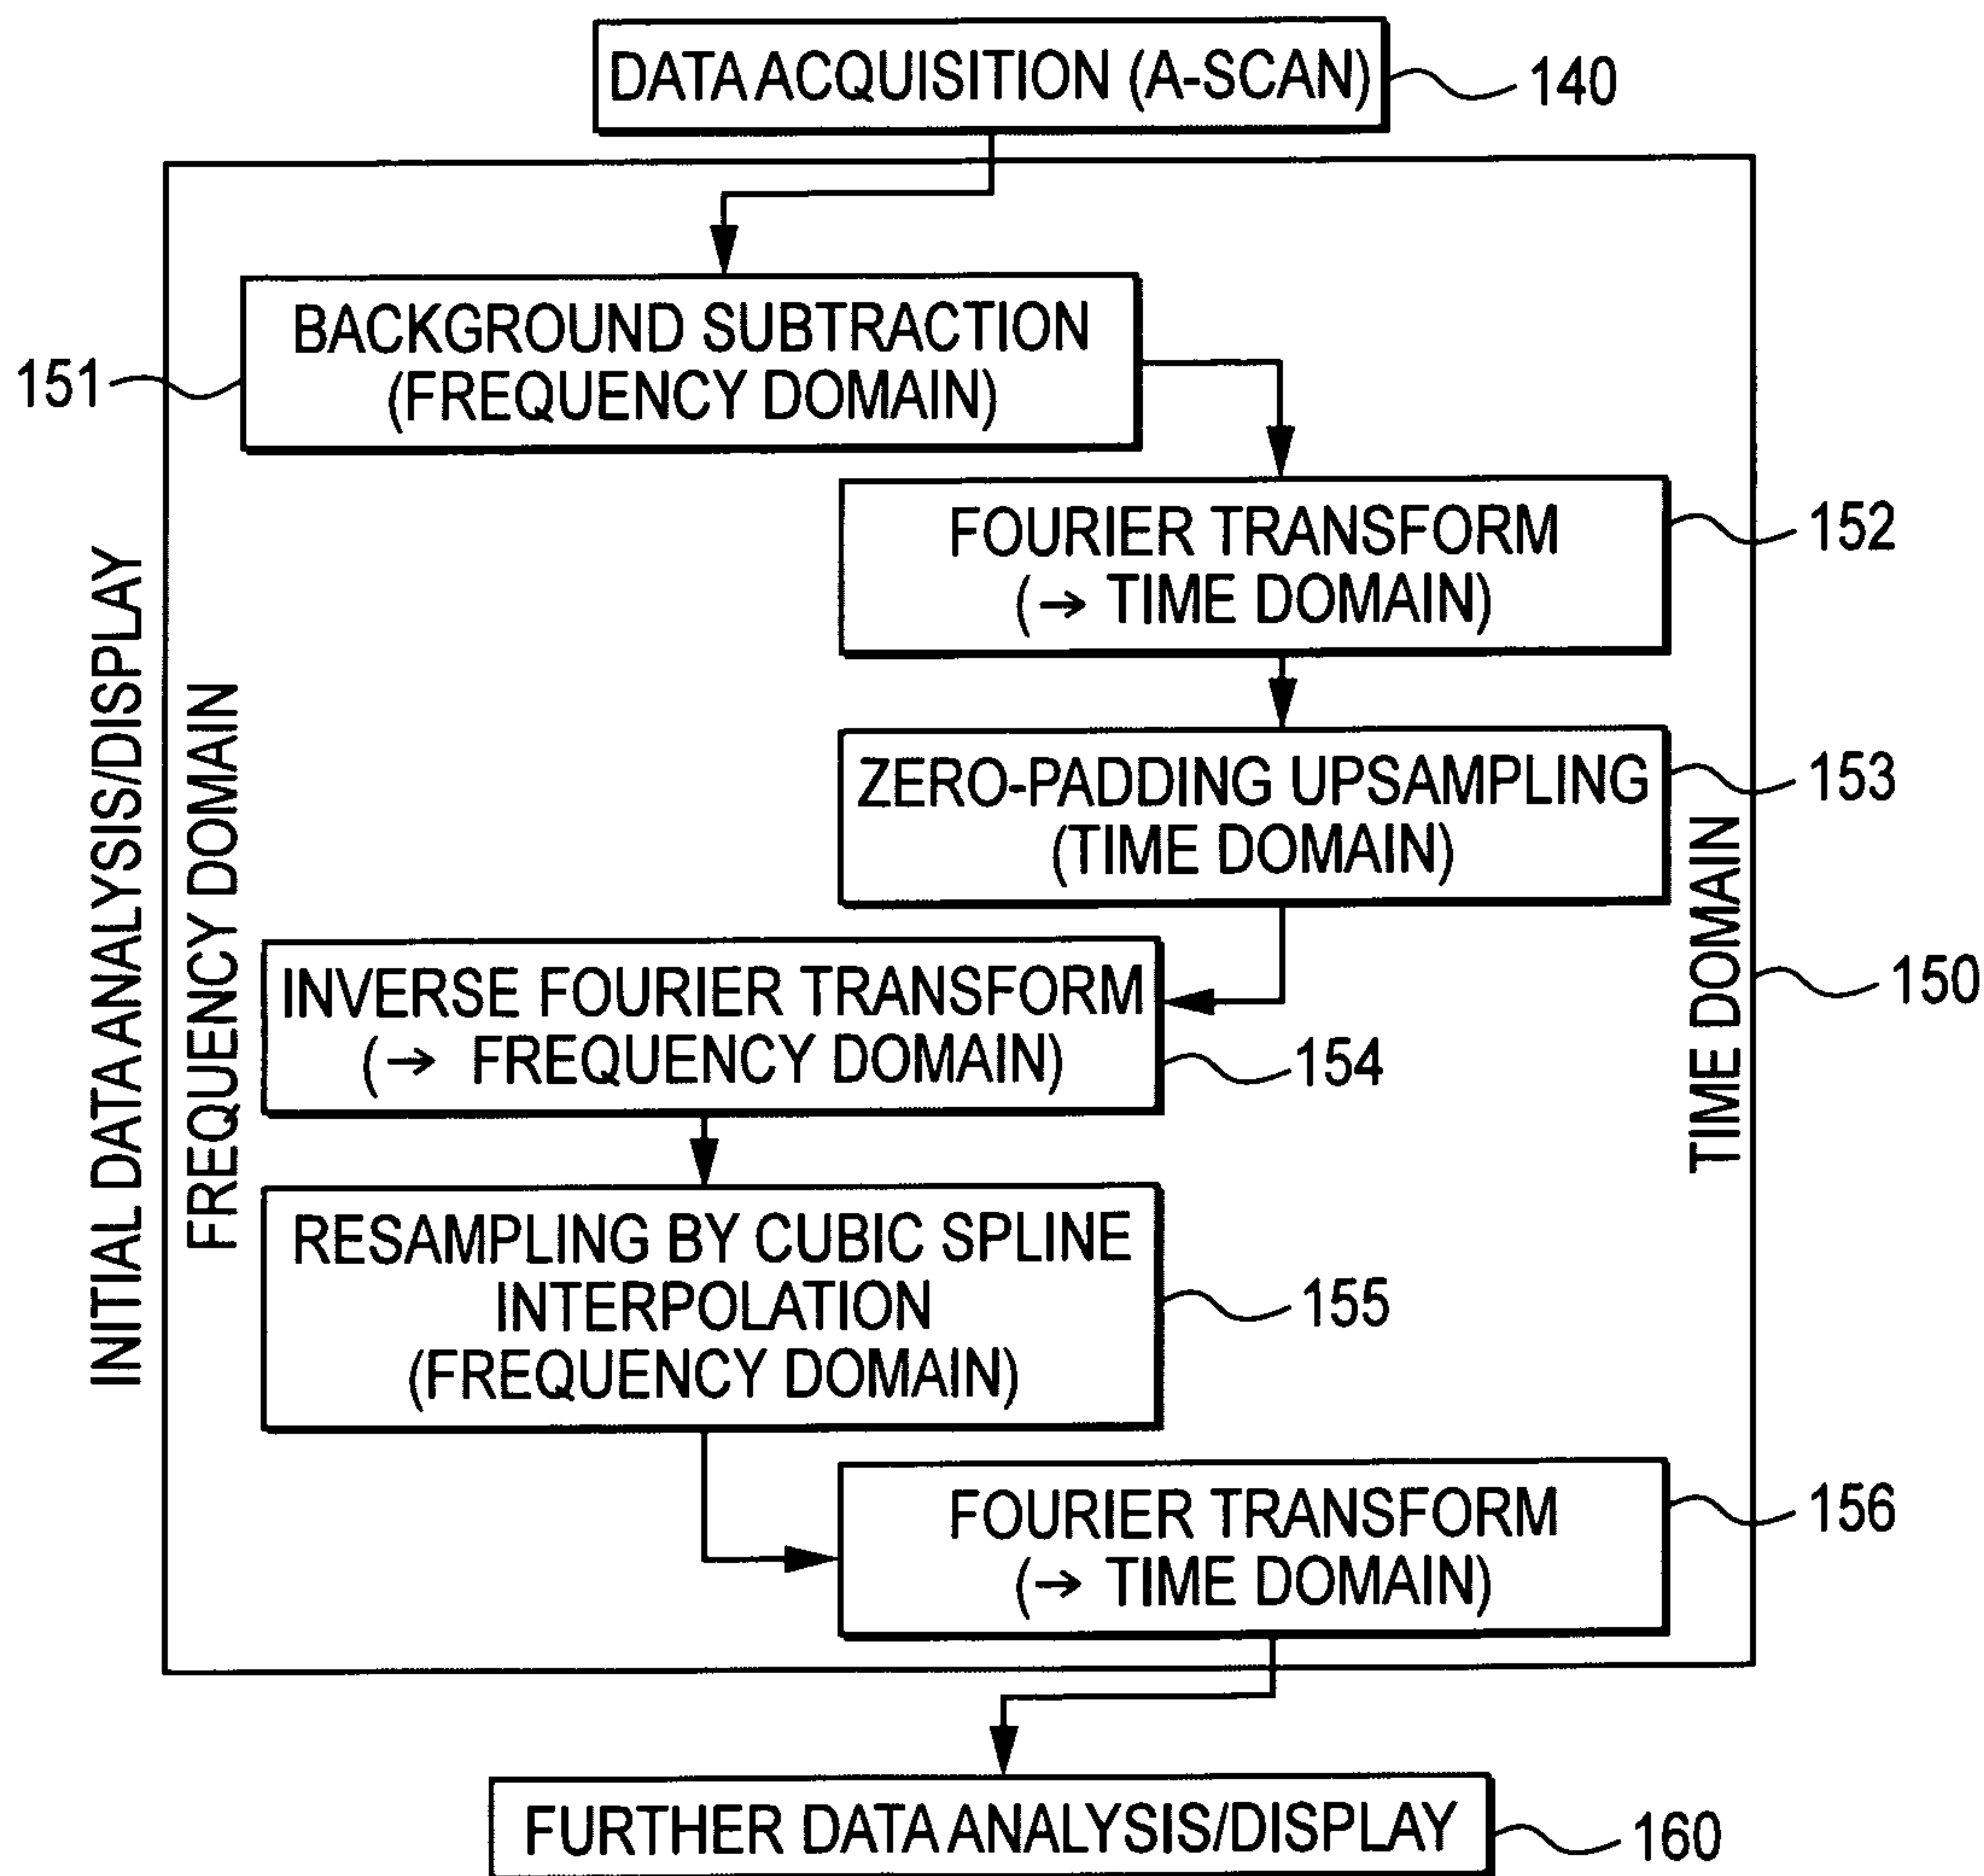 DATA ACQUISITION (A-SCAN)
140
BACKGROUND SUBTRACTION
(FREQUENCY DOMAIN)
151
FOURIER TRANSFORM
(→ TIME DOMAIN)
152
ZERO-PADDING UPSAMPLING
(TIME DOMAIN)
153
INITIAL DATA ANALYSIS/DISPLAY
FREQUENCY DOMAIN
TIME DOMAIN
150
INVERSE FOURIER TRANSFORM
(→ FREQUENCY DOMAIN)
154
RESAMPLING BY CUBIC SPLINE
INTERPOLATION
(FREQUENCY DOMAIN)
155
FOURIER TRANSFORM
(→ TIME DOMAIN)
156
FURTHER DATA ANALYSIS/DISPLAY
160